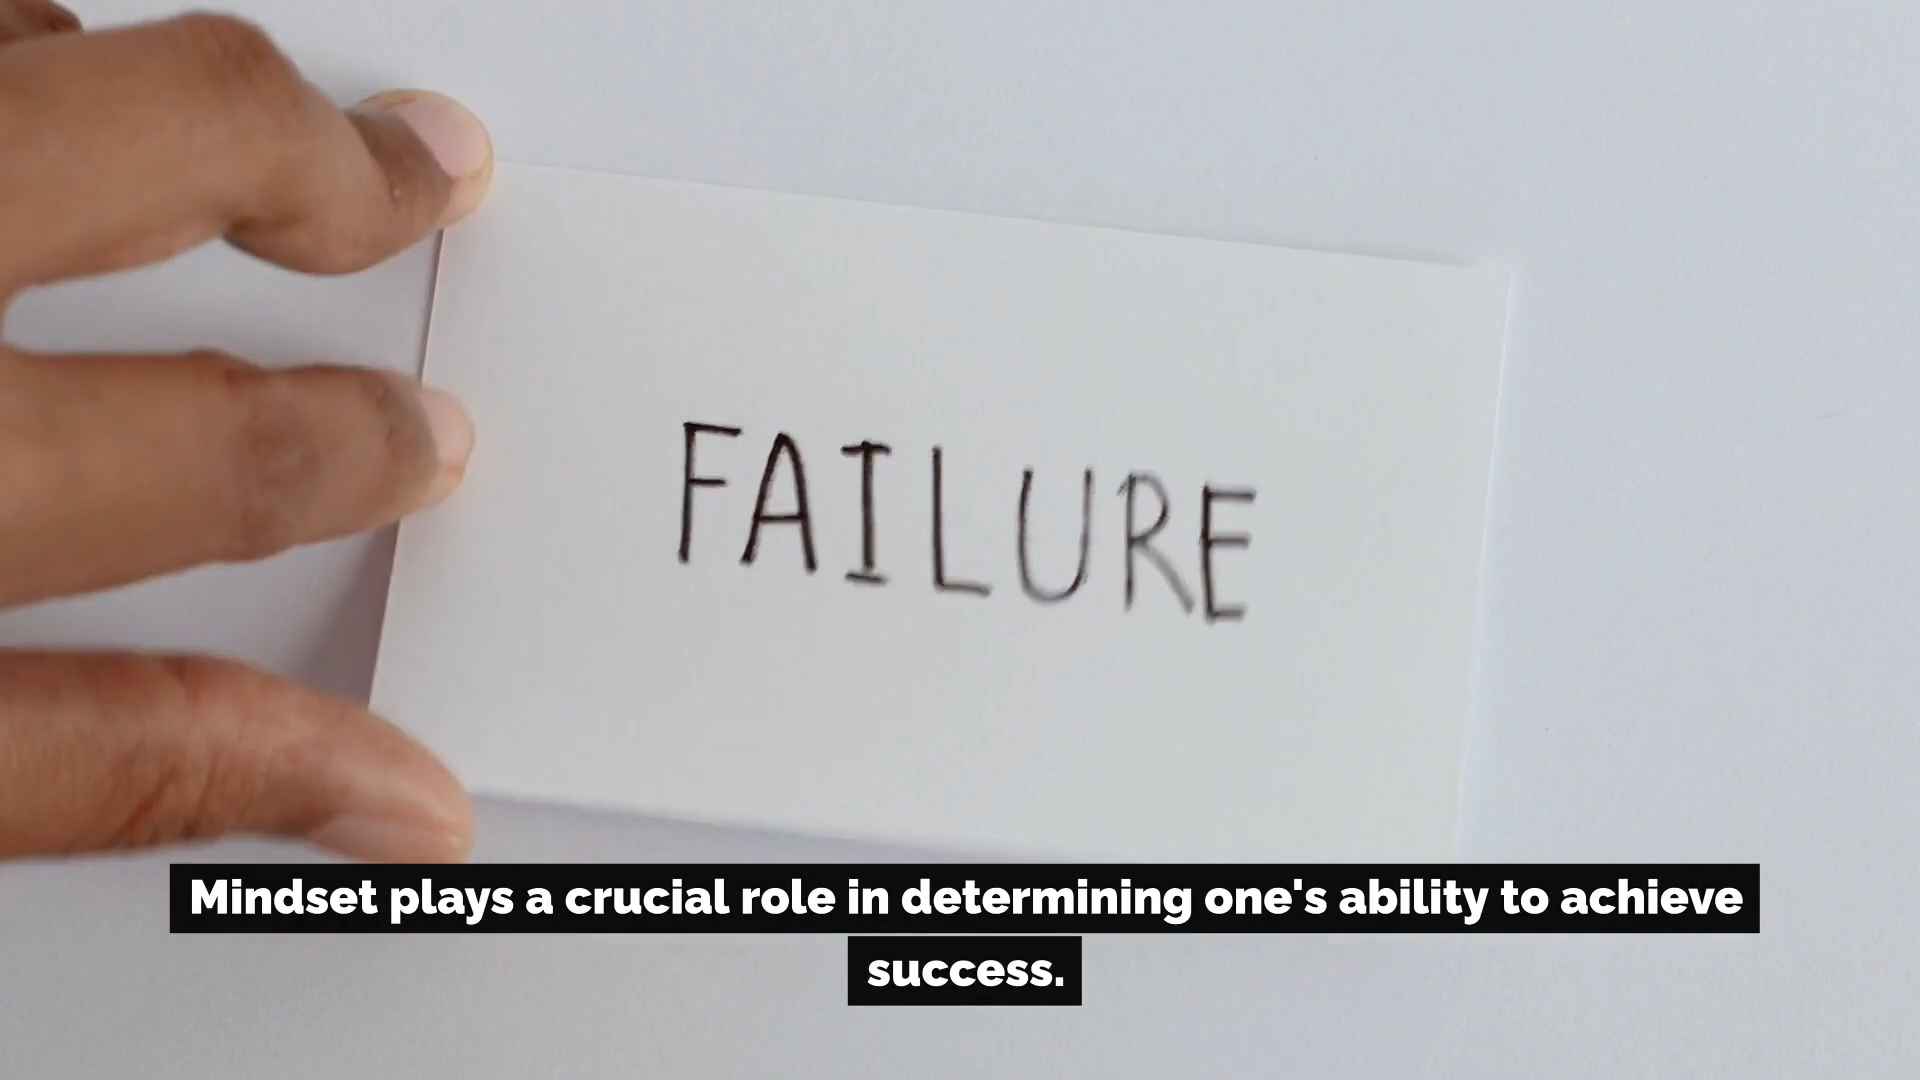 FAILURE
Mindset plays a crucial role in determining one's ability to achieve
success.